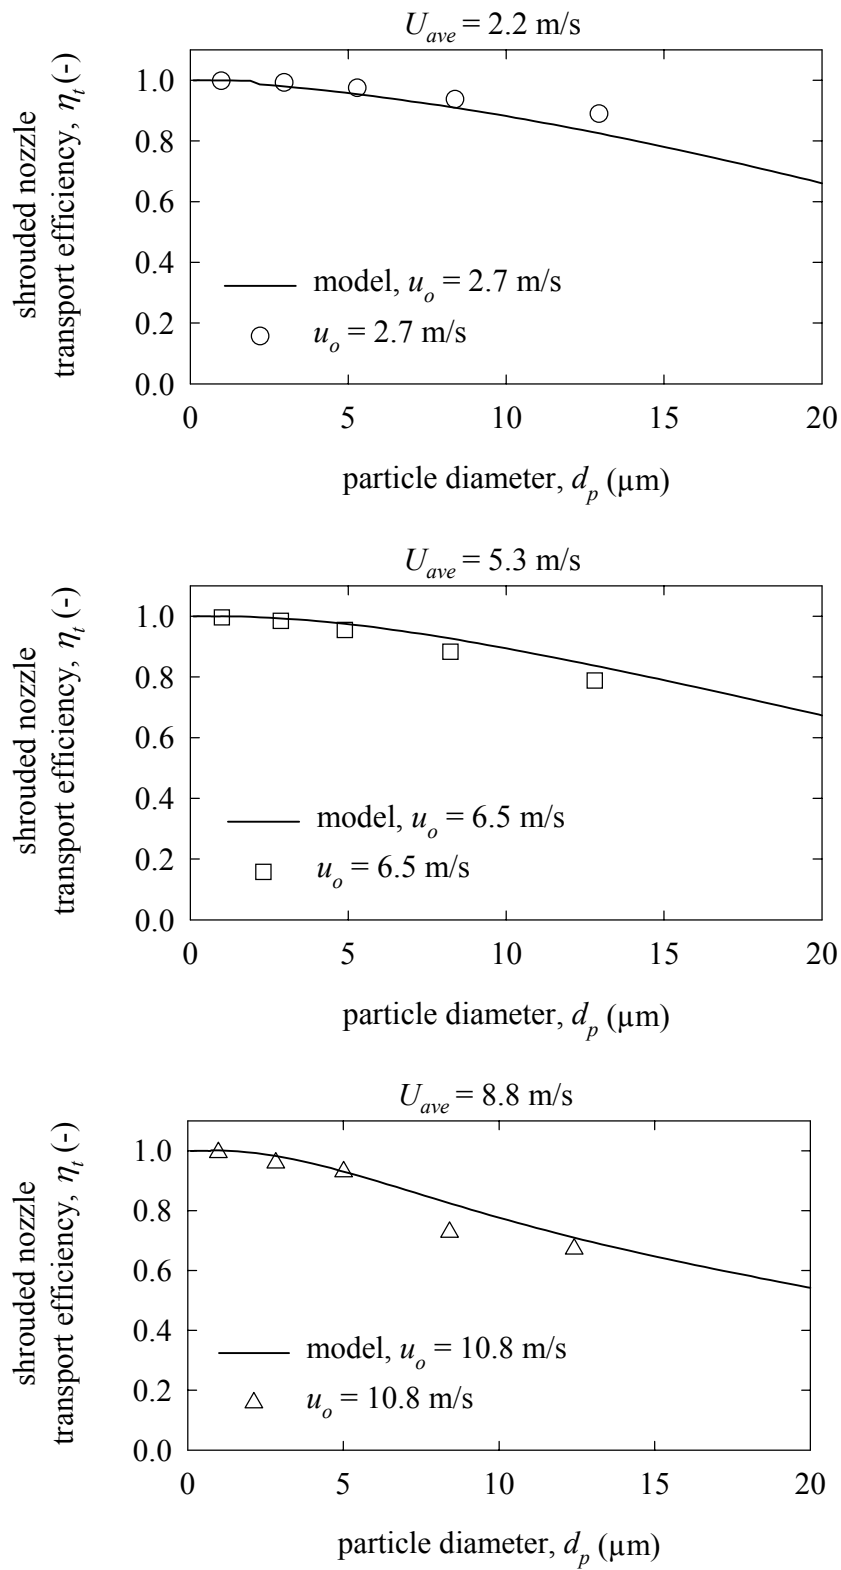 U_ave = 2.2 m/s
shrouded nozzle
transport efficiency, η_t (-)
1.0
0.8
0.6
0.4
0.2
0.0
model, u_o = 2.7 m/s
u_o = 2.7 m/s
0 5 10 15 20
particle diameter, d_p (µm)
U_ave = 5.3 m/s
shrouded nozzle
transport efficiency, η_t (-)
1.0
0.8
0.6
0.4
0.2
0.0
model, u_o = 6.5 m/s
u_o = 6.5 m/s
0 5 10 15 20
particle diameter, d_p (µm)
U_ave = 8.8 m/s
shrouded nozzle
transport efficiency, η_t (-)
1.0
0.8
0.6
0.4
0.2
0.0
model, u_o = 10.8 m/s
u_o = 10.8 m/s
0 5 10 15 20
particle diameter, d_p (µm)